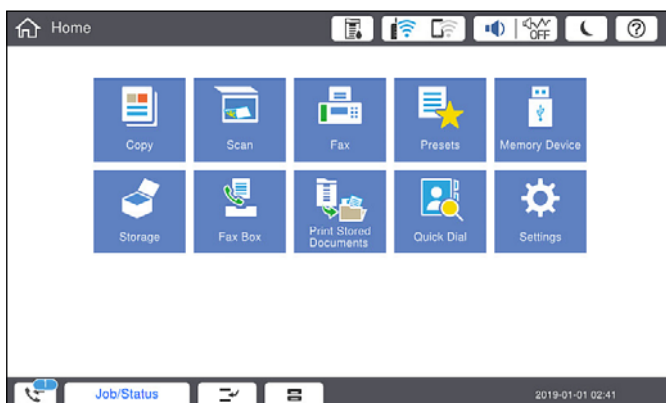 Home
OFF
Copy
Scan
Fax
Presets
Memory Device
Storage
Fax Box
Print Stored
Documents
Quick Dial
Settings
1
Job/Status
2019-01-01 02:41